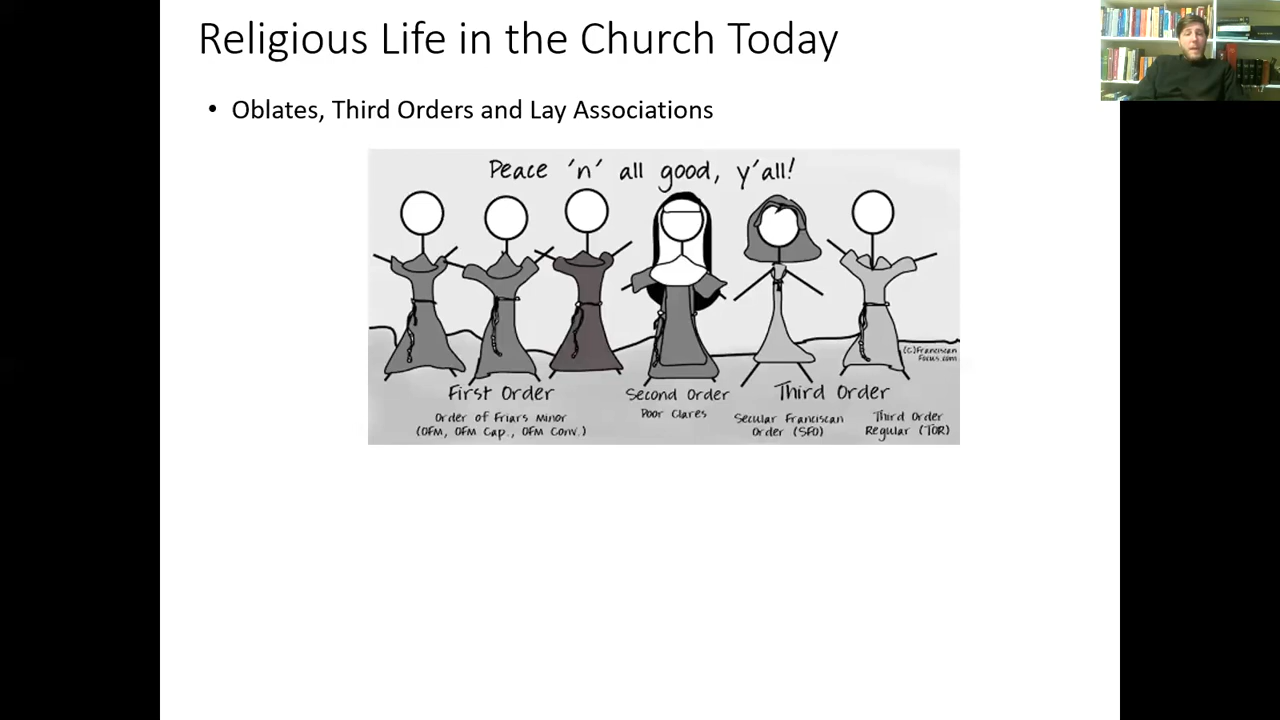 Religious Life in the Church Today
• Oblates, Third Orders and Lay Associations
Peace 'n' all good, y'all!
(C)Franciscan
Focus.com
First Order
Order of Friars Minor
(OFM, OFM Cap., OFM Conv.)
Second Order
Poor Clares
Third Order
Secular Franciscan
Order (SFO)
Third Order
Regular (TOR)